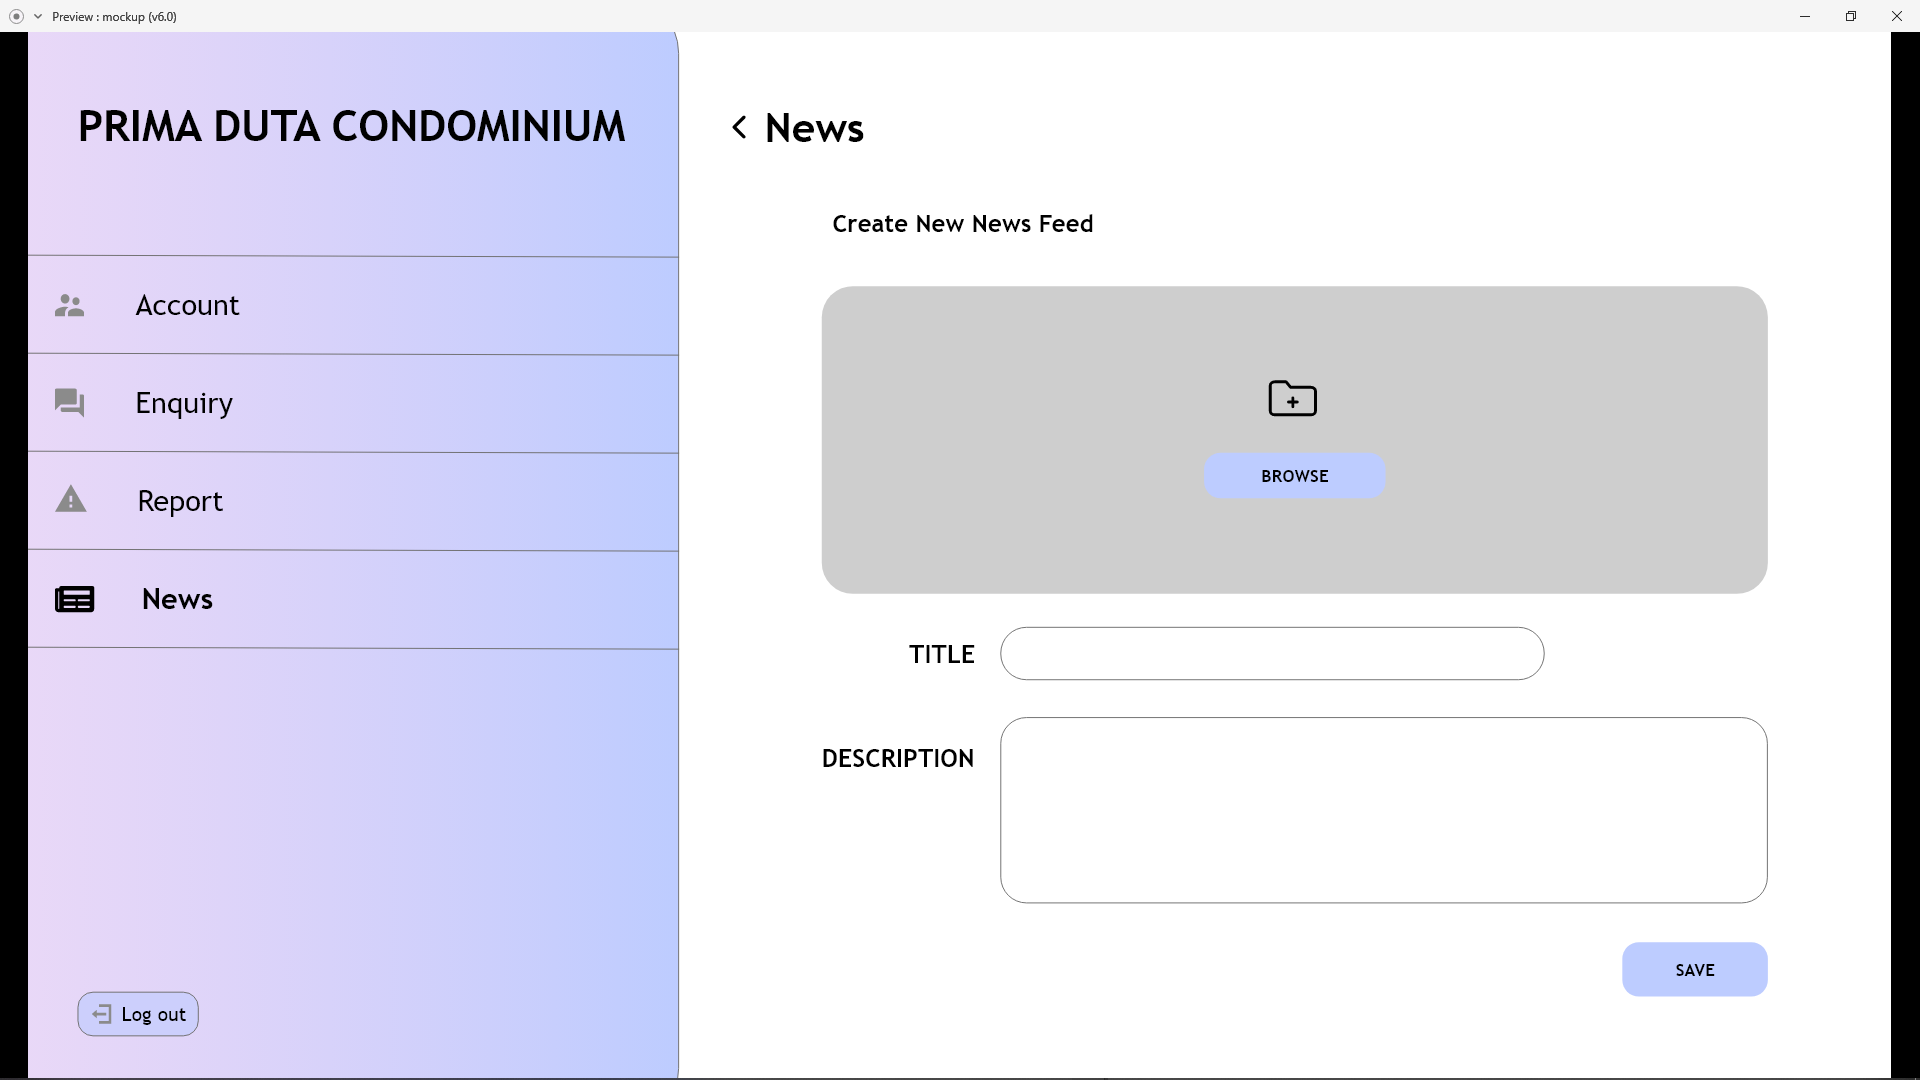 Preview : mockup (v6.0)
PRIMA DUTA CONDOMINIUM
Account
Enquiry
Report
News
Log out
News
Create New News Feed
BROWSE
TITLE
DESCRIPTION
SAVE